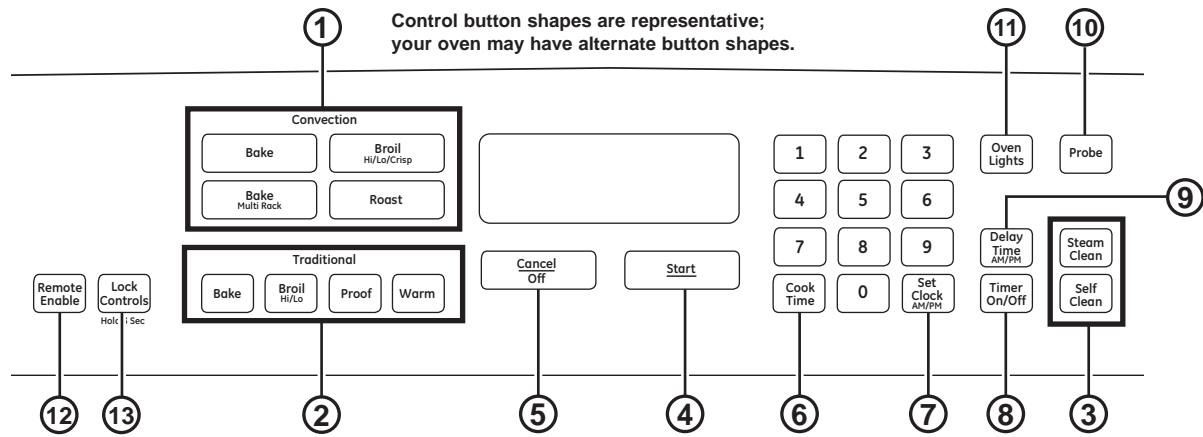 Control button shapes are representative;
your oven may have alternate button shapes.
1
11
10
Convection
Bake
Broil
Hi/Lo/Crisp
Bake
Multi Rack
Roast
1
2
3
4
5
6
7
8
9
0
Oven
Lights
Probe
9
Traditional
Bake
Broil
Hi/Lo
Proof
Warm
Cancel
Off
Start
Cook
Time
Set
Clock
AM/PM
Delay
Time
AM/PM
Timer
On/Off
Steam
Clean
Self
Clean
Remote
Enable
Lock
Controls
Hold Sec
12
13
2
5
4
6
7
8
3